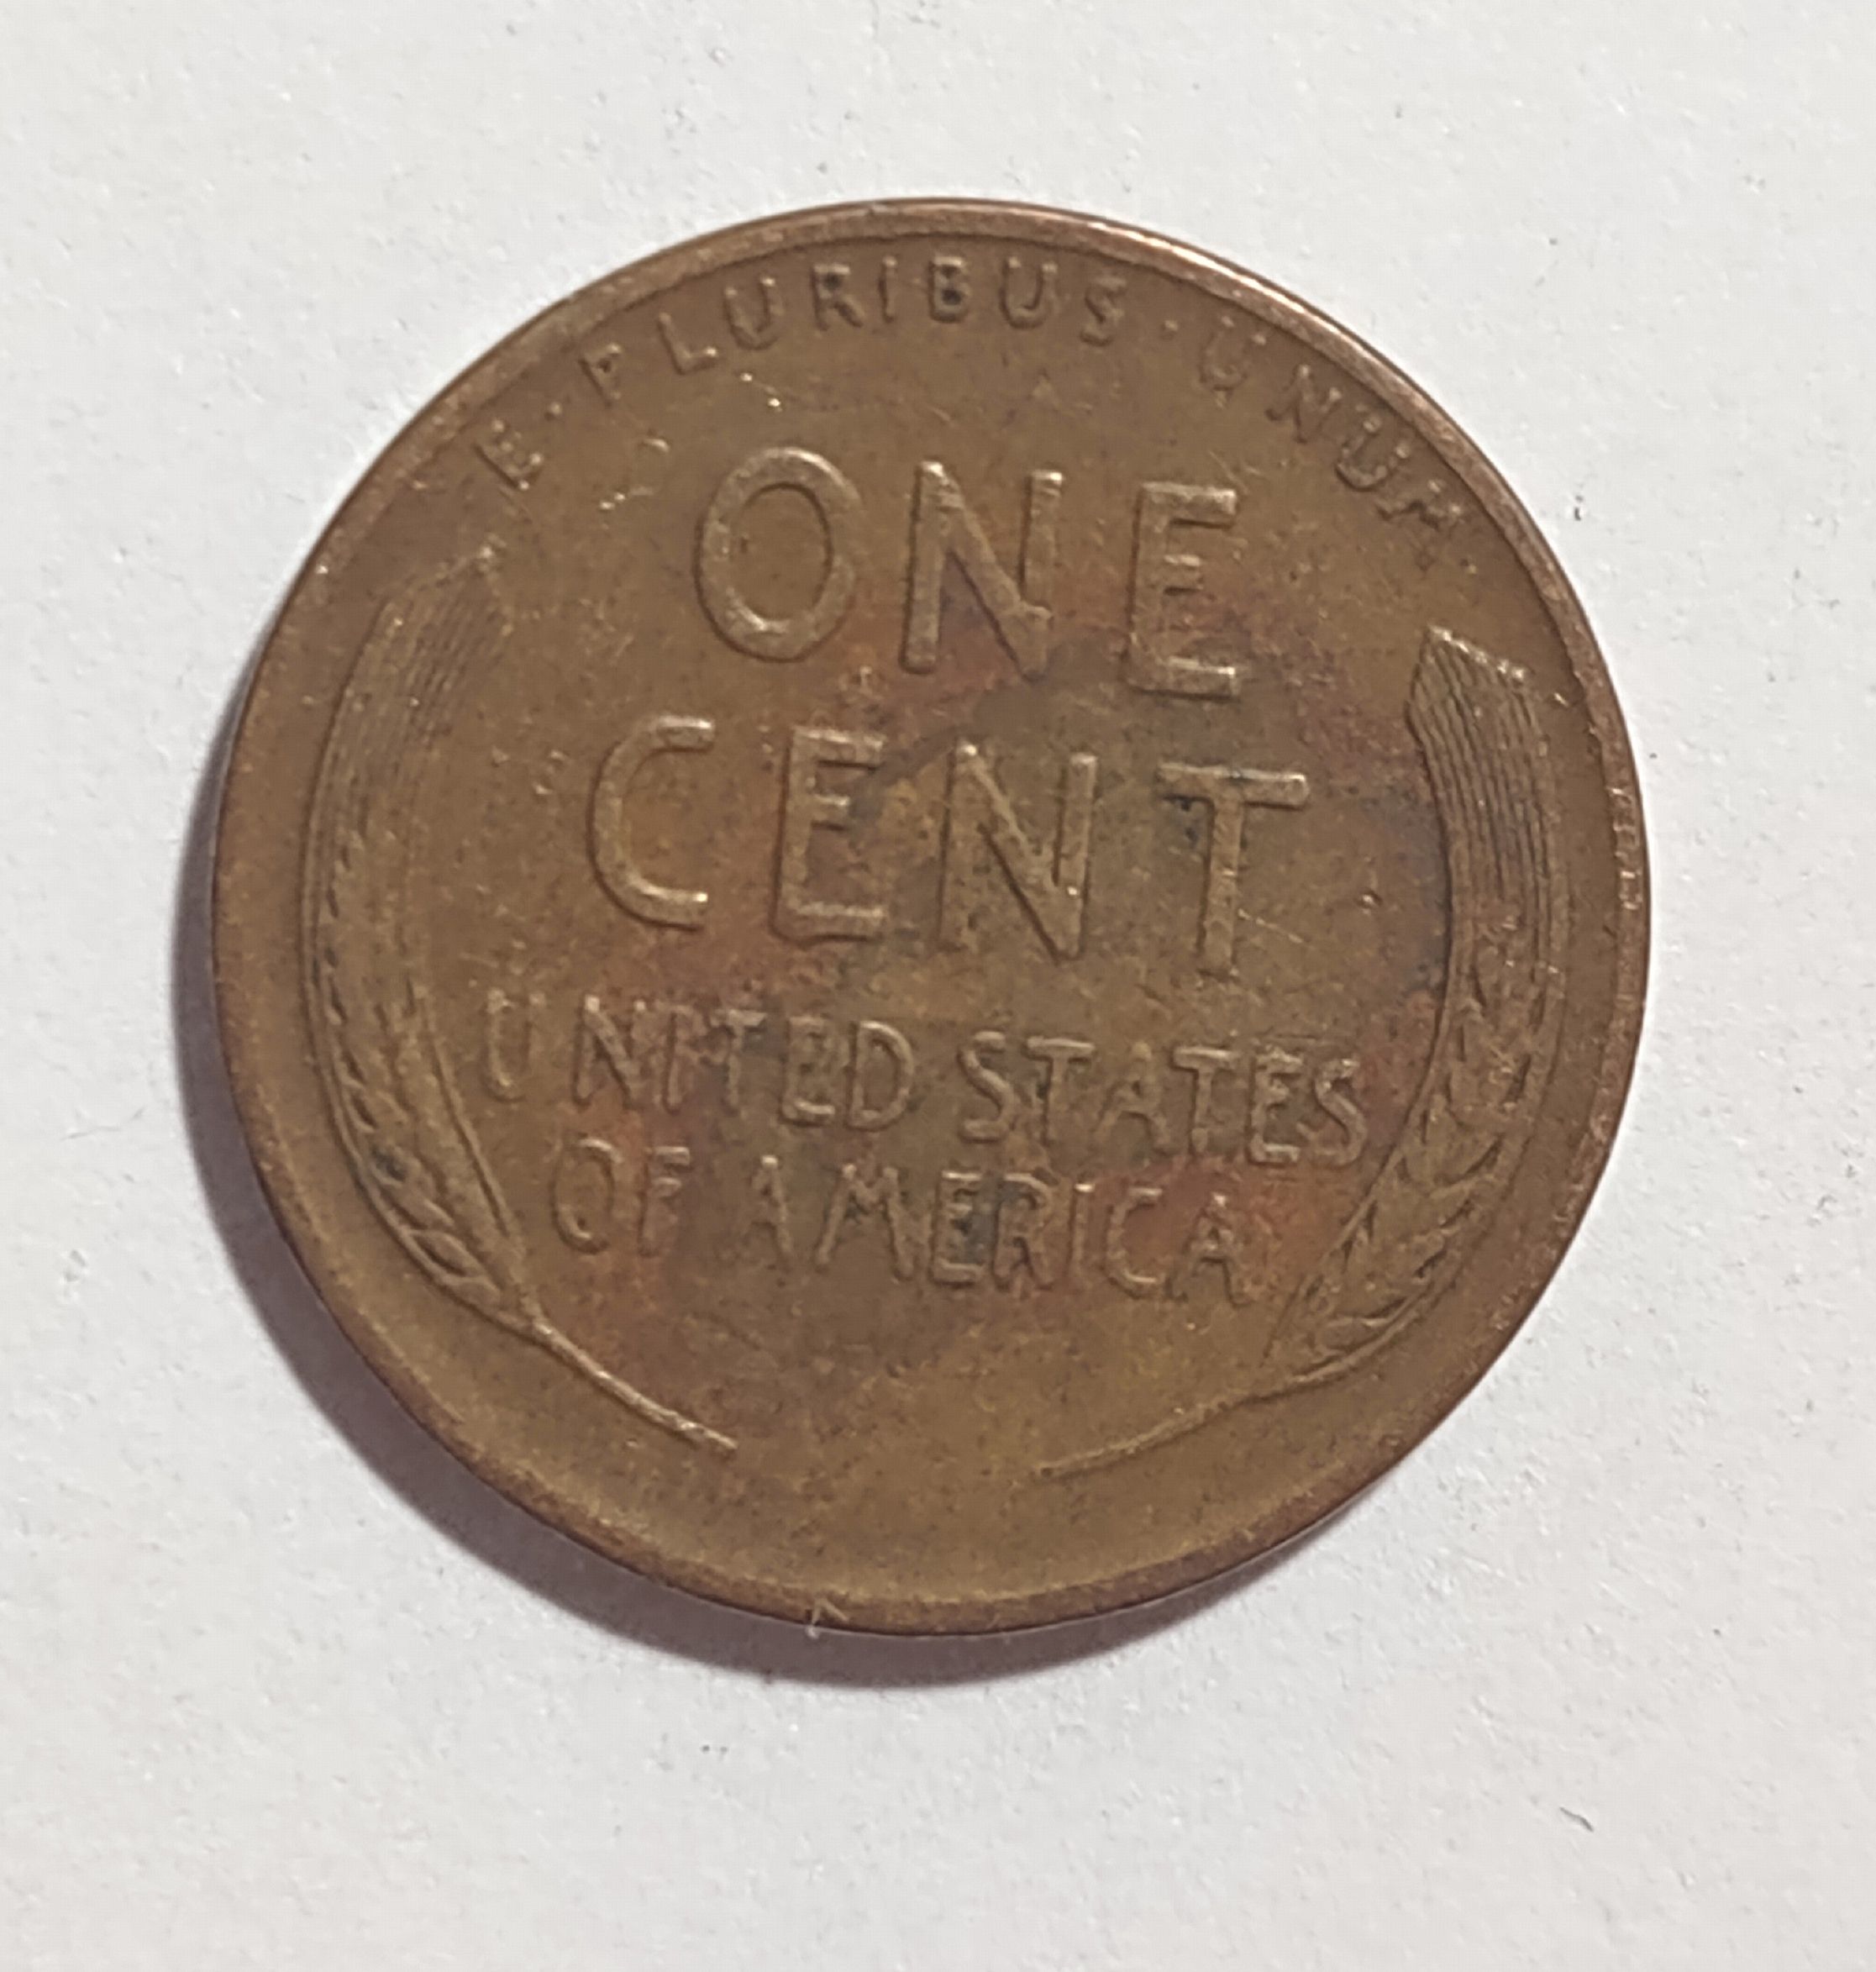 E · PLURIBUS · UNUM
ONE
CENT
UNITED STATES
OF AMERICA